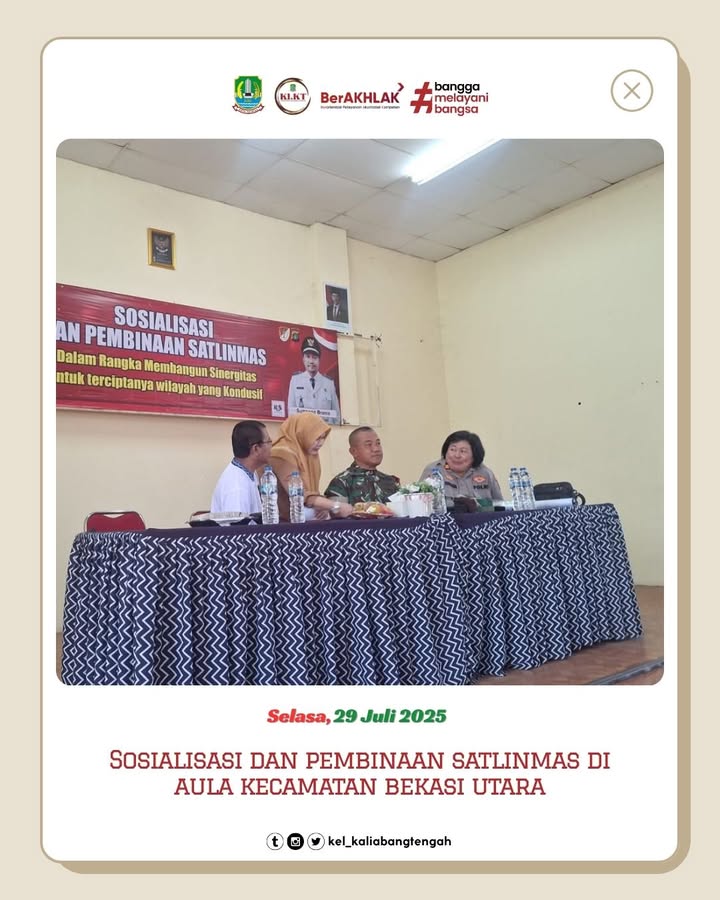 KLKT
BerAKHLAK
#bangga
melayani
bangsa
SOSIALISASI
AN PEMBINAAN SATLINMAS
Dalam Rangka Membangun Sinergitas
ntuk terciptanya wilayah yang Kondusif
Selasa, 29 Juli 2025
Sosialisasi dan pembinaan satlinmas di
aula kecamatan bekasi utara
kel_kaliabangtengah